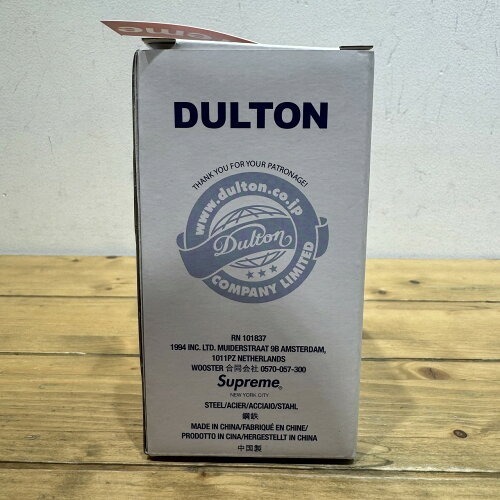 eme
DULTON
THANK YOU FOR YOUR PATRONAGE!
www.dulton.co.jp
Dulton
COMPANY LIMITED
RN 101837
1994 INC. LTD. MUIDERSTRAAT 9B AMSTERDAM,
1011PZ NETHERLANDS
WOOSTER 合同会社 0570-057-300
Supreme®
NEW YORK CITY
STEEL/ACIER/ACCIAIO/STAHL
鋼鉄
MADE IN CHINA/FABRIQUÉ EN CHINE/
PRODOTTO IN CINA/HERGESTELLT IN CHINA
中国製